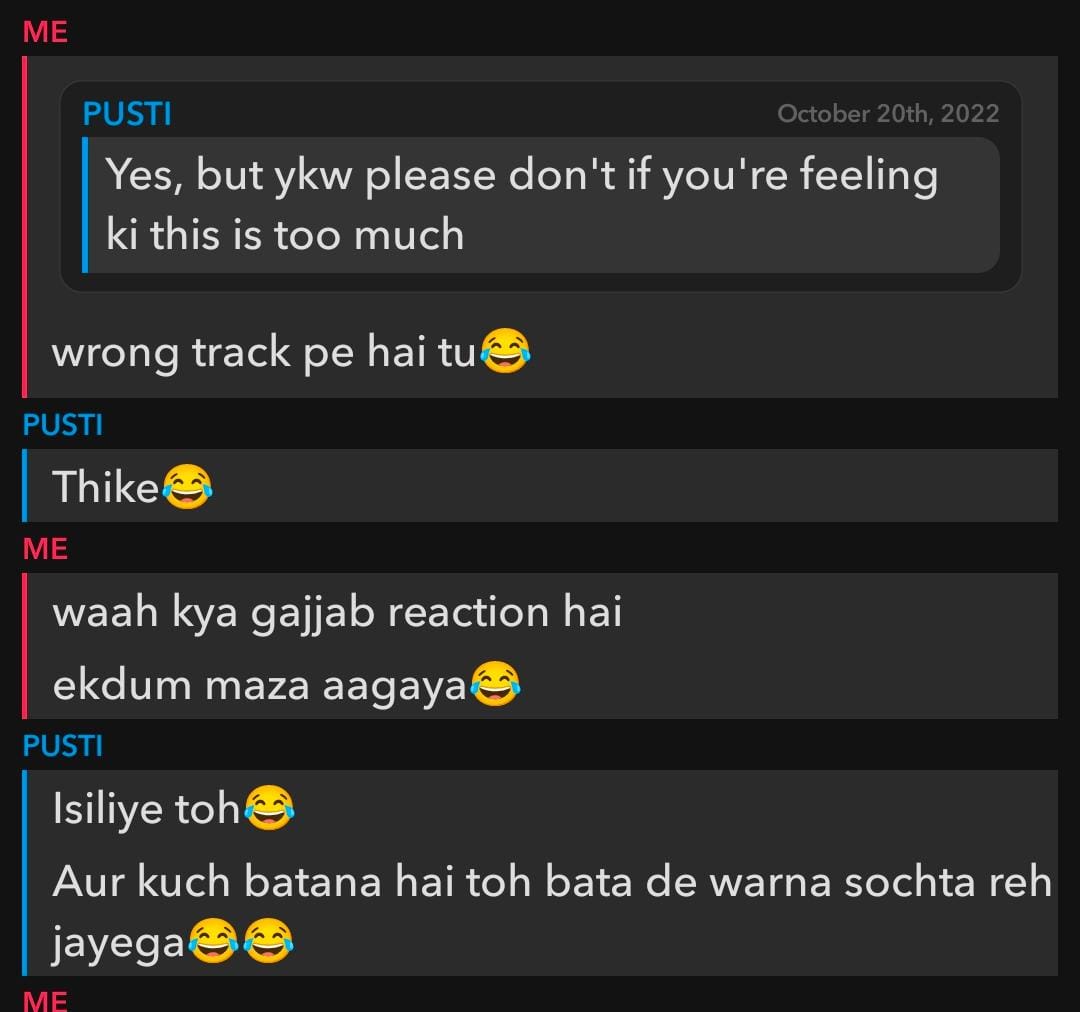 ME
PUSTI
October 20th, 2022
Yes, but ykw please don't if you're feeling
ki this is too much
wrong track pe hai tu😂
PUSTI
Thike😂
ME
waah kya gajjab reaction hai
ekdum maza aagaya😂
PUSTI
Isiliye toh😂
Aur kuch batana hai toh bata de warna sochta reh
jayega😂😂
ME